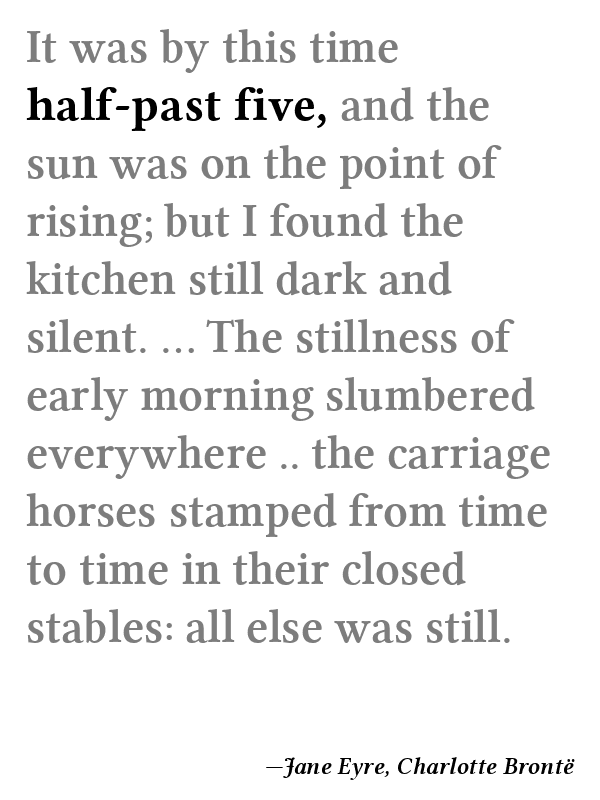 It was by this time
half-past five, and the
sun was on the point of
rising; but I found the
kitchen still dark and
silent. ... The stillness of
early morning slumbered
everywhere .. the carriage
horses stamped from time
to time in their closed
stables: all else was still.
—Jane Eyre, Charlotte Brontë